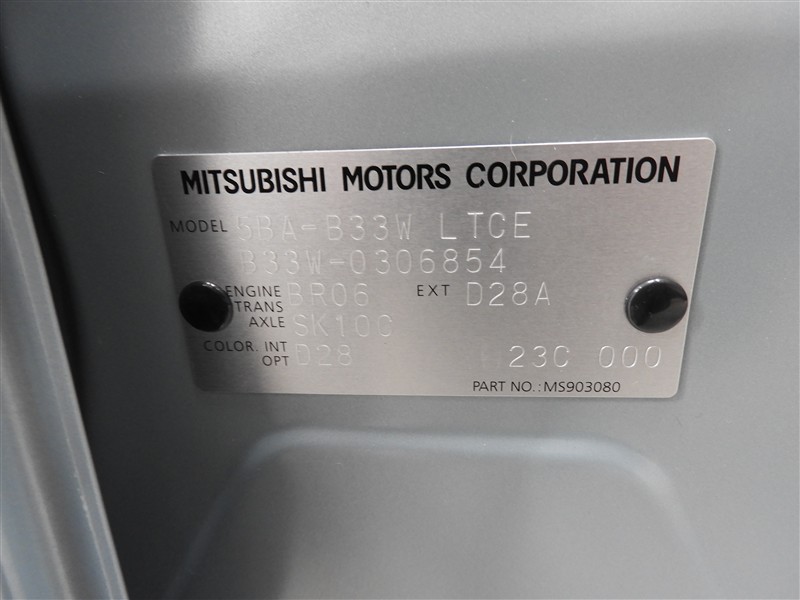 MITSUBISHI MOTORS CORPORATION
MODEL 5BA-B33W LTCE
B33W-0306854
ENGINE BR06 EXT D28A
TRANS
AXLE SK10C
COLOR. INT D28 23C 000
OPT
PART NO.: MS903080